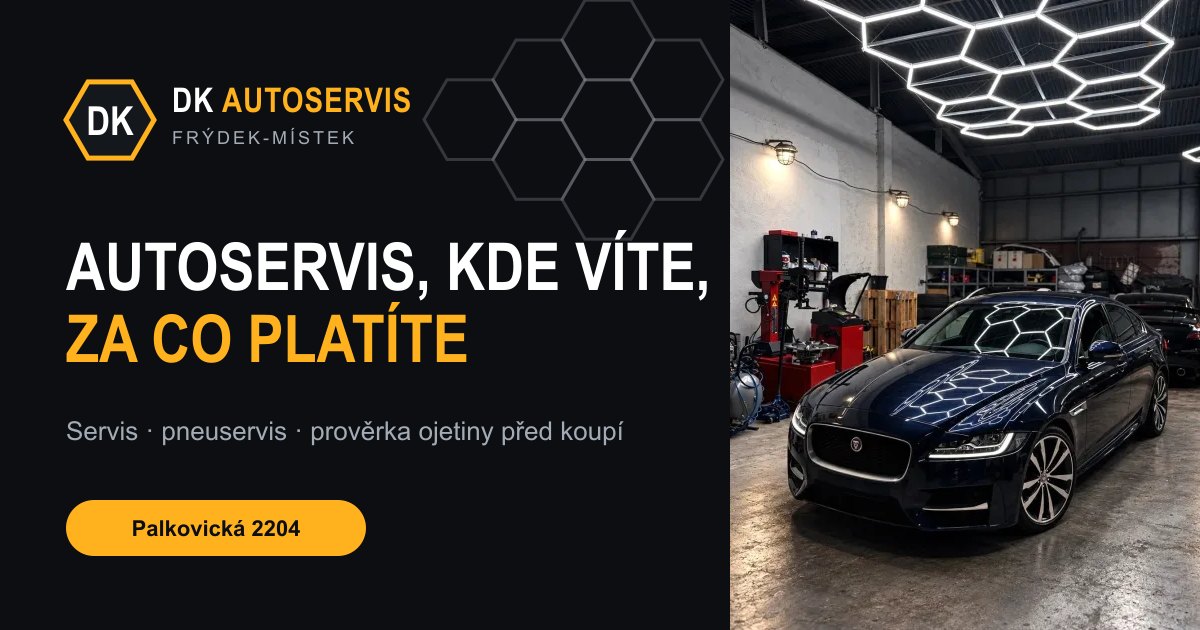 DK
DK AUTOSERVIS
FRÝDEK-MÍSTEK
AUTOSERVIS, KDE VÍTE,
ZA CO PLATÍTE
Servis · pneuservis · prověrka ojetiny před koupí
Palkovická 2204